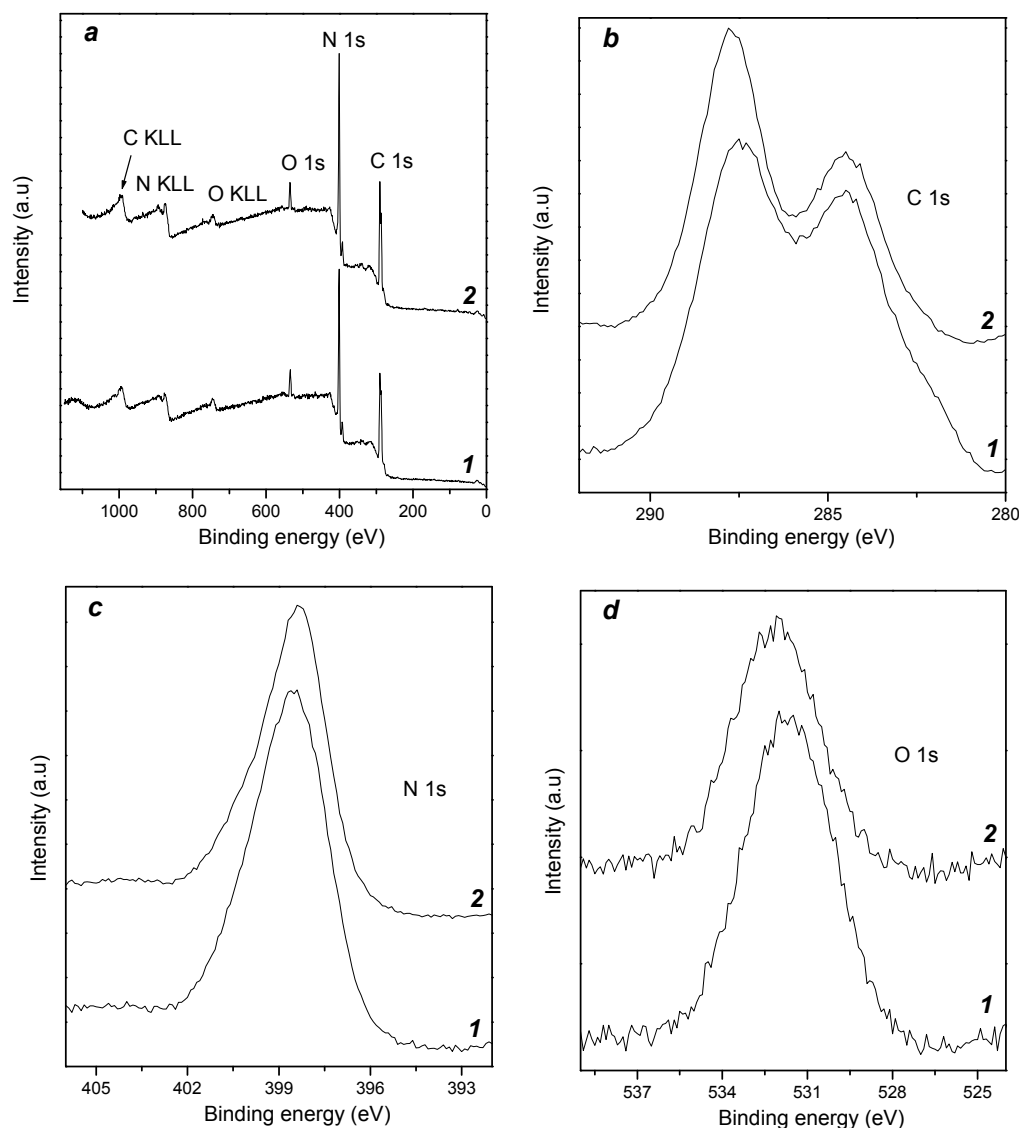 a
N 1s
C KLL
O 1s
C 1s
N KLL
O KLL
2
1
Intensity (a.u)
1000 800 600 400 200 0
Binding energy (eV)
b
C 1s
2
1
Intensity (a.u)
290 285 280
Binding energy (eV)
c
N 1s
2
1
Intensity (a.u)
405 402 399 396 393
Binding energy (eV)
d
O 1s
2
1
Intensity (a.u)
537 534 531 528 525
Binding energy (eV)